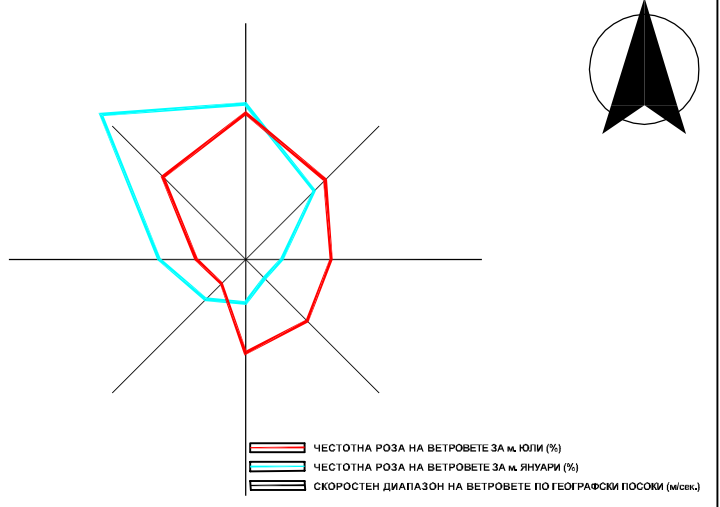 ЧЕСТОТНА РОЗА НА ВЕТРОВЕТЕ ЗА м. ЮЛИ (%)
ЧЕСТОТНА РОЗА НА ВЕТРОВЕТЕ ЗА м. ЯНУАРИ (%)
СКОРОСТЕН ДИАПАЗОН НА ВЕТРОВЕТЕ ПО ГЕОГРАФСКИ ПОСОКИ (м/сек.)